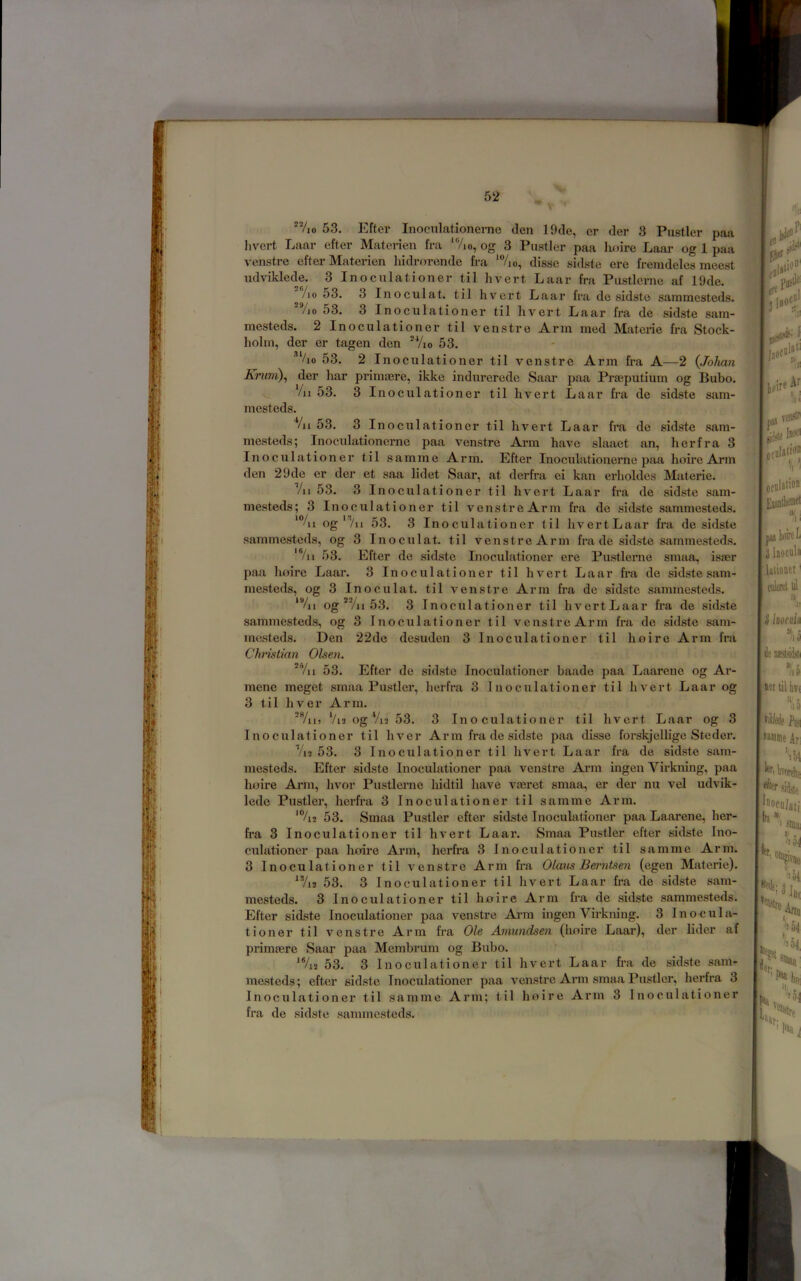 52
²²/₁₀ 53. Efter Inoculationerne den 19de, er der 3 Pustler paa
hvert Laar efter Materien fra ¹⁶/₁₀, og 3 Pustler paa hoire Laar og 1 paa
venstre efter Materien hidrørende fra ¹⁹/₁₀, disse sidste ere fremdeles meest
udviklede. 3 Inoculationer til hvert Laar fra Pustlerne af 19de.
²⁶/₁₀ 53. 3 Inoculat. til hvert Laar fra de sidste sammesteds.
²⁹/₁₀ 53. 3 Inoculationer til hvert Laar fra de sidste sam-
mesteds. 2 Inoculationer til venstre Arm med Materie fra Stock-
holm, der er tagen den ²⁴/₁₀ 53.
³¹/₁₀ 53. 2 Inoculationer til venstre Arm fra A—2 (Johan
Krum), der har primære, ikke indurerede Saar paa Præputium og Bubo.
¹/₁₁ 53. 3 Inoculationer til hvert Laar fra de sidste sam-
mesteds.
⁴/₁₁ 53. 3 Inoculationer til hvert Laar fra de sidste sam-
mesteds; Inoculationerne paa venstre Arm have slaaet an, herfra 3
Inoculationer til samme Arm. Efter Inoculationerne paa hoire Arm
den 29de er der et saa lidet Saar, at derfra ei kan erholdes Materie.
⁷/₁₁ 53. 3 Inoculationer til hvert Laar fra de sidste sam-
mesteds; 3 Inoculationer til venstre Arm fra de sidste sammesteds.
¹⁰/₁₁ og ¹³/₁₁ 53. 3 Inoculationer til hvert Laar fra de sidste
sammesteds, og 3 Inoculat. til venstre Arm fra de sidste sammesteds.
¹⁶/₁₁ 53. Efter de sidste Inoculationer ere Pustlerne smaa, især
paa hoire Laar. 3 Inoculationer til hvert Laar fra de sidste sam-
mesteds, og 3 Inoculat. til venstre Arm fra de sidste sammesteds.
¹⁹/₁₁ og ²²/₁₁ 53. 3 Inoculationer til hvert Laar fra de sidste
sammesteds, og 3 Inoculationer til venstre Arm fra de sidste sam-
mesteds. Den 22de desuden 3 Inoculationer til hoire Arm fra
Christian Olsen.
²⁵/₁₁ 53. Efter de sidste Inoculationer baade paa Laarene og Ar-
mene meget smaa Pustler, herfra 3 Inoculationer til hvert Laar og
3 til hver Arm.
²⁸/₁₁, ¹/₁₂ og ⁴/₁₂ 53. 3 Inoculationer til hvert Laar og 3
Inoculationer til hver Arm fra de sidste paa disse forskjellige Steder.
⁷/₁₂ 53. 3 Inoculationer til hvert Laar fra de sidste sam-
mesteds. Efter sidste Inoculationer paa venstre Arm ingen Virkning, paa
hoire Arm, hvor Pustlerne hidtil have været smaa, er der nu vel udvik-
lede Pustler, herfra 3 Inoculationer til samme Arm.
¹⁰/₁₂ 53. Smaa Pustler efter sidste Inoculationer paa Laarene, her-
fra 3 Inoculationer til hvert Laar. Smaa Pustler efter sidste Ino-
culationer paa hoire Arm, herfra 3 Inoculationer til samme Arm.
3 Inoculationer til venstre Arm fra Olaus Berntsen (egen Materie).
¹³/₁₂ 53. 3 Inoculationer til hvert Laar fra de sidste sam-
mesteds. 3 Inoculationer til hoire Arm fra de sidste sammesteds.
Efter sidste Inoculationer paa venstre Arm ingen Virkning. 3 Inocula-
tioner til venstre Arm fra Ole Amundsen (hoire Laar), der lider af
primære Saar paa Membrum og Bubo.
¹⁶/₁₂ 53. 3 Inoculationer til hvert Laar fra de sidste sam-
mesteds; efter sidste Inoculationer paa venstre Arm smaa Pustler, herfra 3
Inoculationer til samme Arm; til hoire Arm 3 Inoculationer
fra de sidste sammesteds.